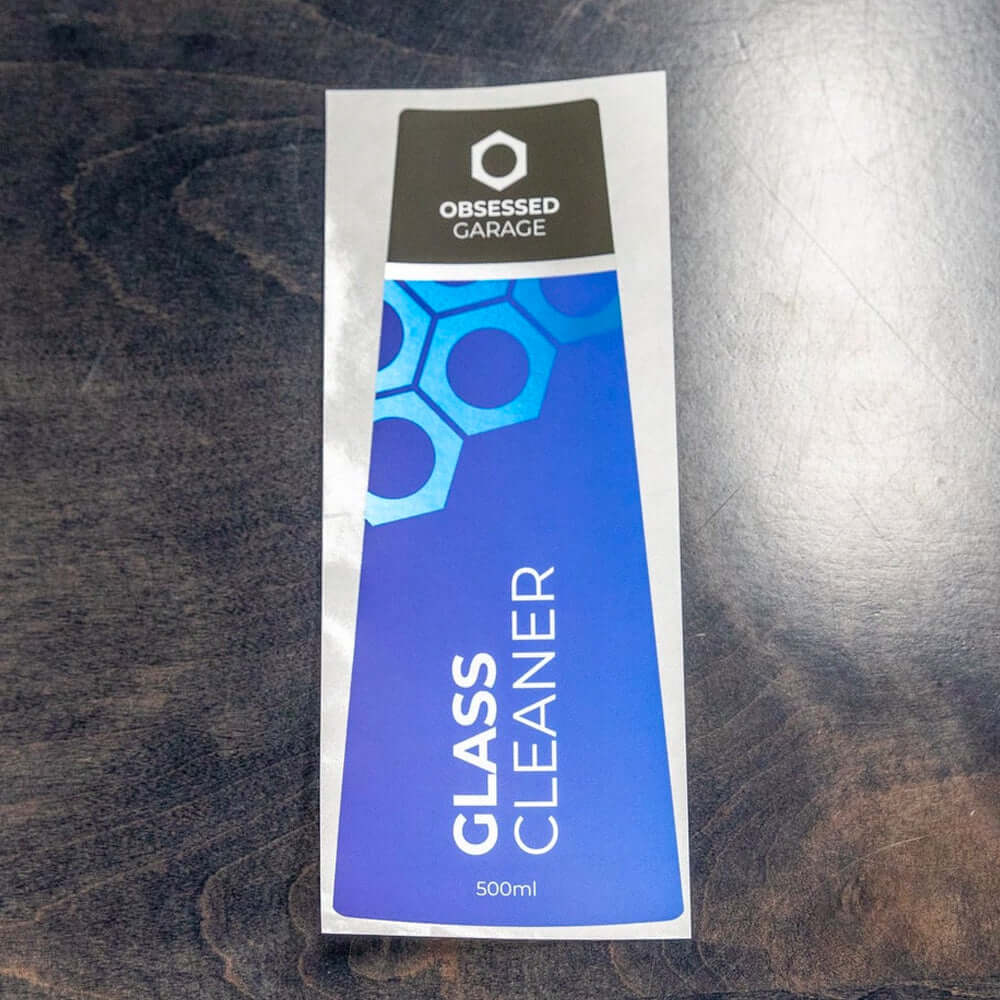 OBSESSED
GARAGE
GLASS
CLEANER
500ml